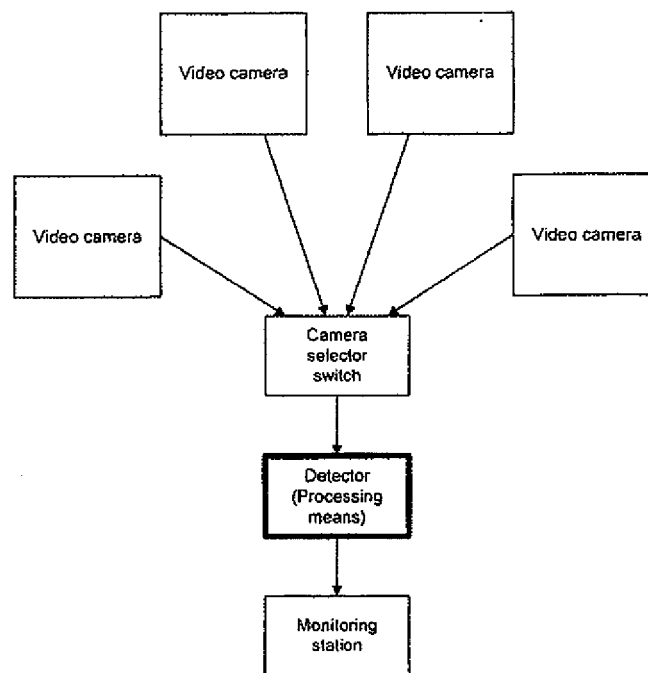 Video camera
Video camera
Video camera
Video camera
Camera
selector
switch
Detector
(Processing
means)
Monitoring
station